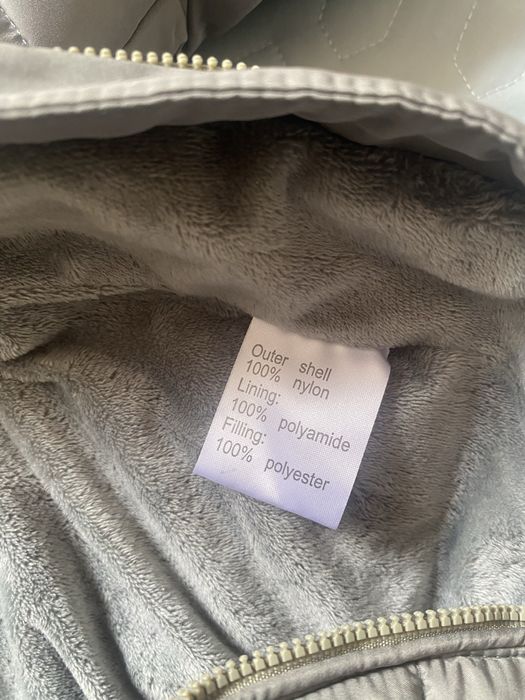 Outer shell
100% nylon
Lining:
100% polyamide
Filling:
100% polyester